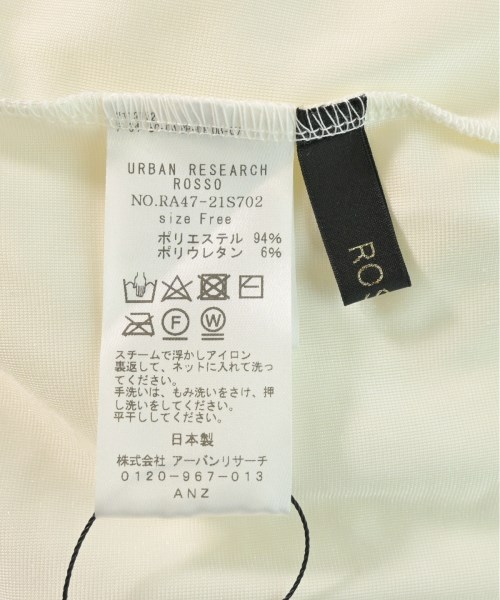 URBAN RESEARCH
ROSSO
NO.RA47-21S702
size Free
ポリエステル 94%
ポリウレタン 6%
F W
スチームで浮かしアイロン
裏返して、ネットに入れて洗っ
てください。
手洗いは、もみ洗いをさけ、押
し洗いをしてください。
平干ししてください。
日本製
株式会社 アーバンリサーチ
0120-967-013
ANZ
ROS